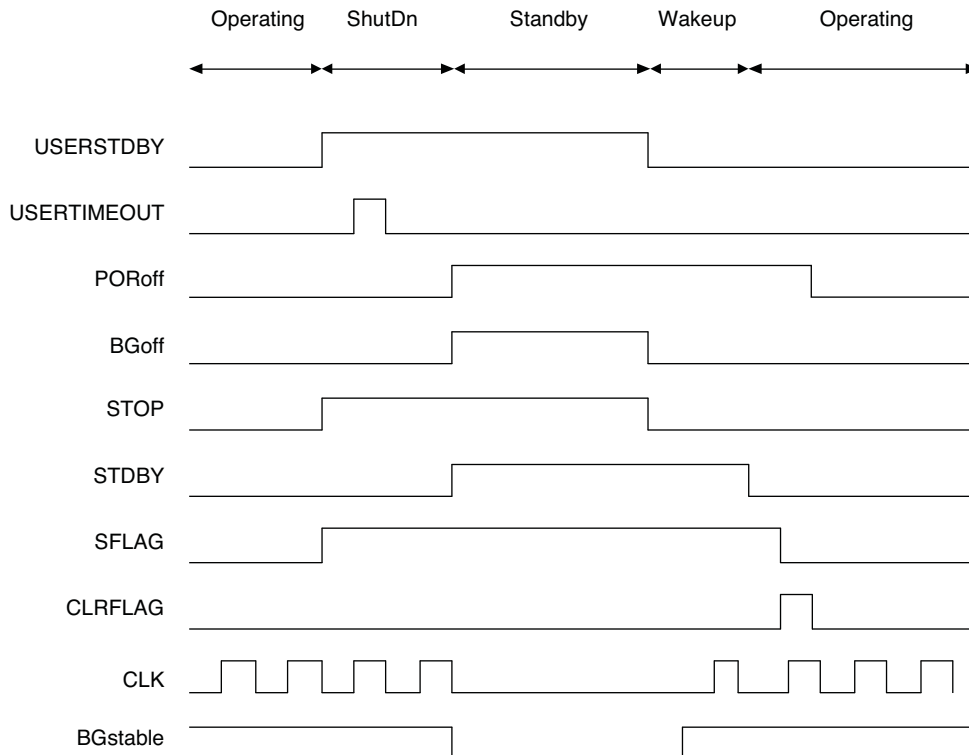 Operating ShutDn Standby Wakeup Operating
USERSTDBY
USERTIMEOUT
PORoff
BGoff
STOP
STDBY
SFLAG
CLRFLAG
CLK
BGstable